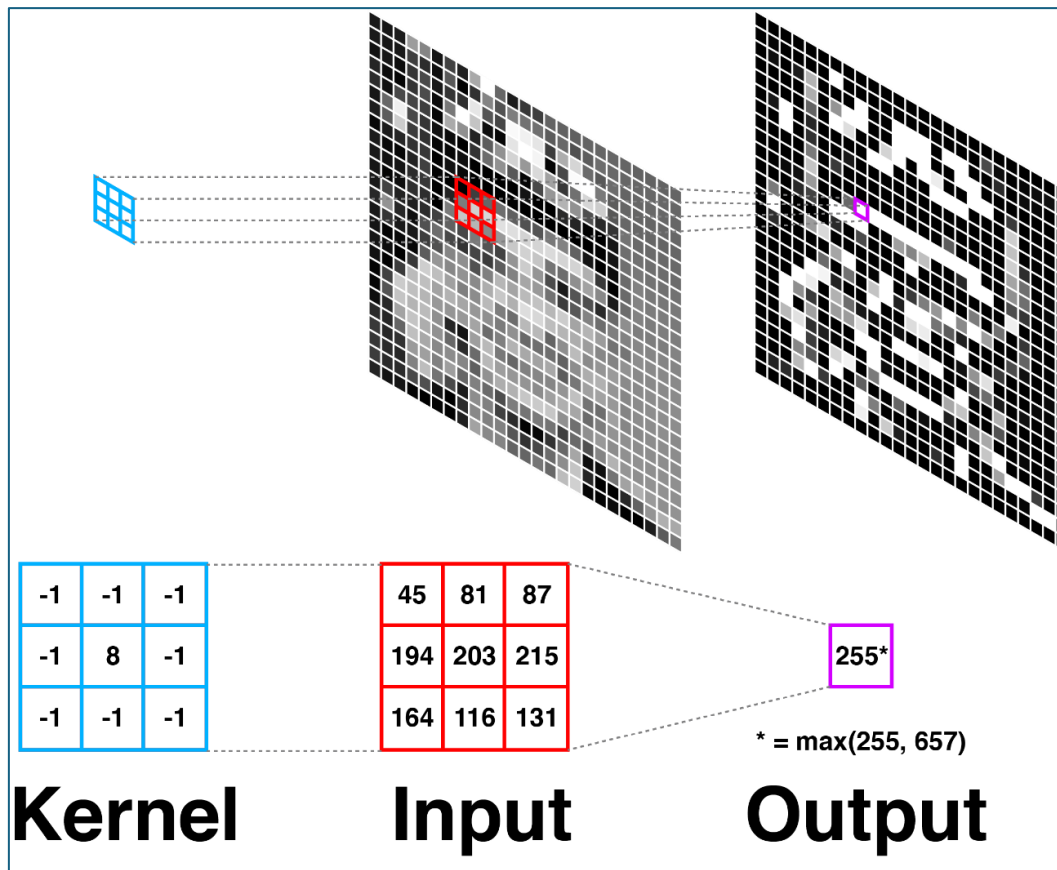 -1 -1 -1
-1 8 -1
-1 -1 -1
45 81 87
194 203 215
164 116 131
255*
* = max(255, 657)
Kernel Input Output